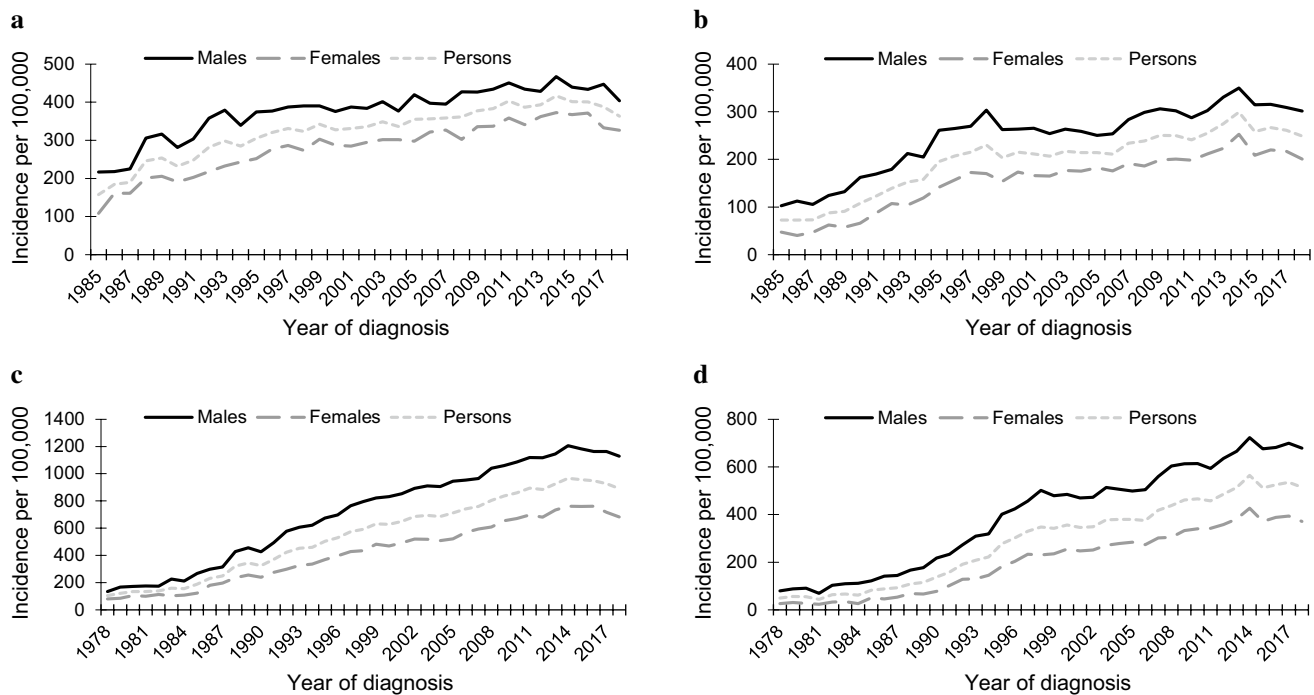 a
Males Females Persons
Incidence per 100,000
500
400
300
200
100
0
1985 1987 1989 1991 1993 1995 1997 1999 2001 2003 2005 2007 2009 2011 2013 2015 2017
Year of diagnosis
b
Males Females Persons
Incidence per 100,000
400
300
200
100
0
1985 1987 1989 1991 1993 1995 1997 1999 2001 2003 2005 2007 2009 2011 2013 2015 2017
Year of diagnosis
c
Males Females Persons
Incidence per 100,000
1400
1200
1000
800
600
400
200
0
1978 1981 1984 1987 1990 1993 1996 1999 2002 2005 2008 2011 2014 2017
Year of diagnosis
d
Males Females Persons
Incidence per 100,000
800
600
400
200
0
1978 1981 1984 1987 1990 1993 1996 1999 2002 2005 2008 2011 2014 2017
Year of diagnosis